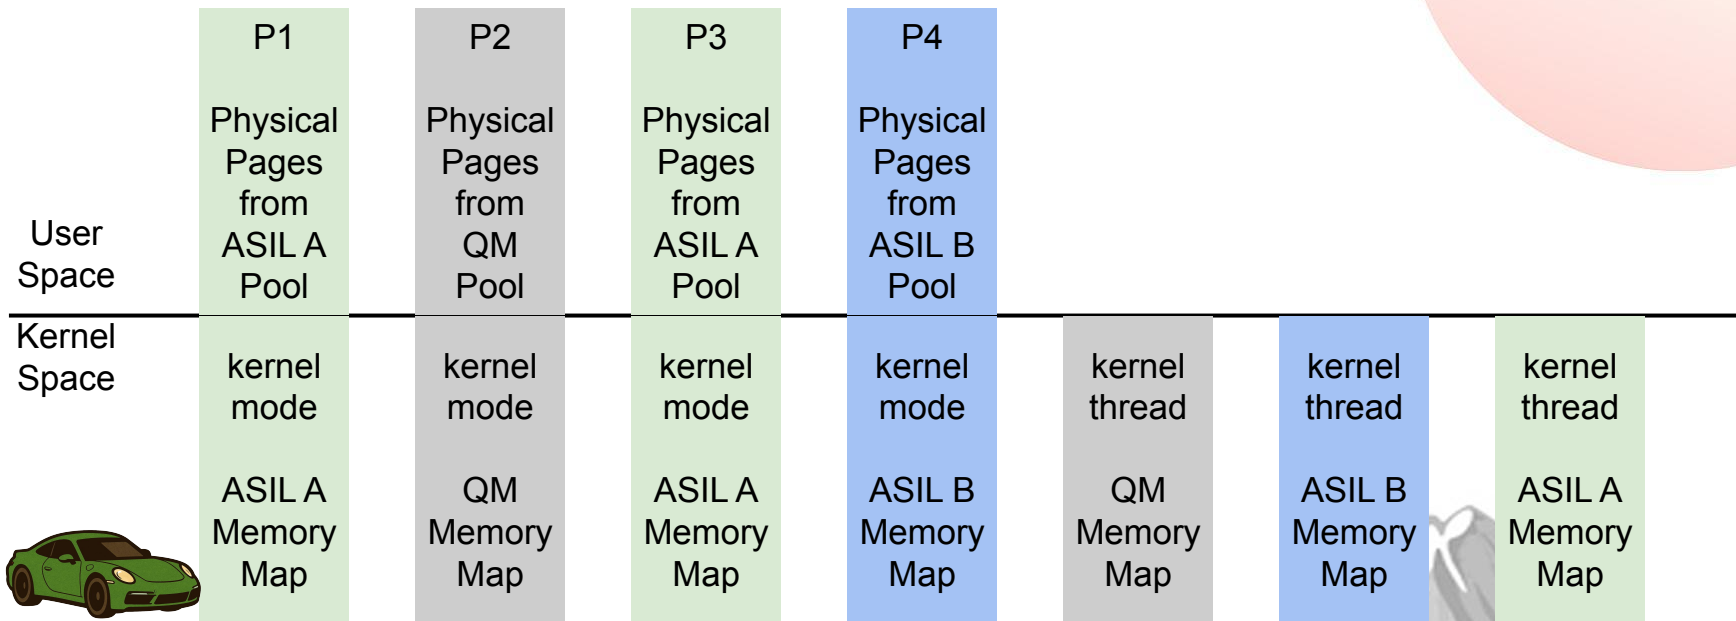 P1
Physical
Pages
from
ASIL A
Pool
P2
Physical
Pages
from
QM
Pool
P3
Physical
Pages
from
ASIL A
Pool
P4
Physical
Pages
from
ASIL B
Pool
User
Space
Kernel
Space
kernel
mode
ASIL A
Memory
Map
kernel
mode
QM
Memory
Map
kernel
mode
ASIL A
Memory
Map
kernel
mode
ASIL B
Memory
Map
kernel
thread
QM
Memory
Map
kernel
thread
ASIL B
Memory
Map
kernel
thread
ASIL A
Memory
Map